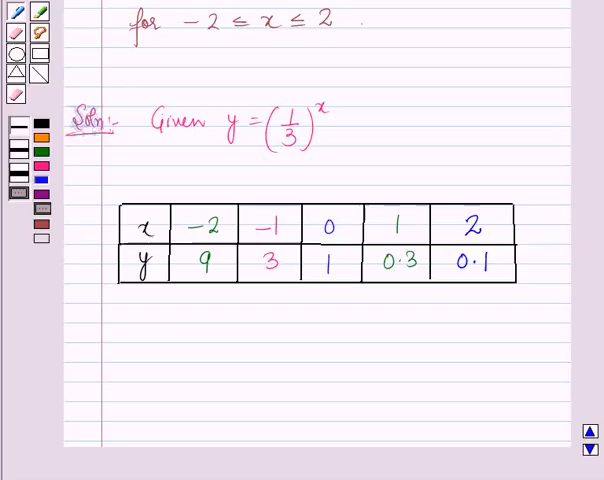 for -2 ≤ x ≤ 2
Soln:- Given y = (1/3)^x
x -2 -1 0 1 2
y 9 3 1 0.3 0.1